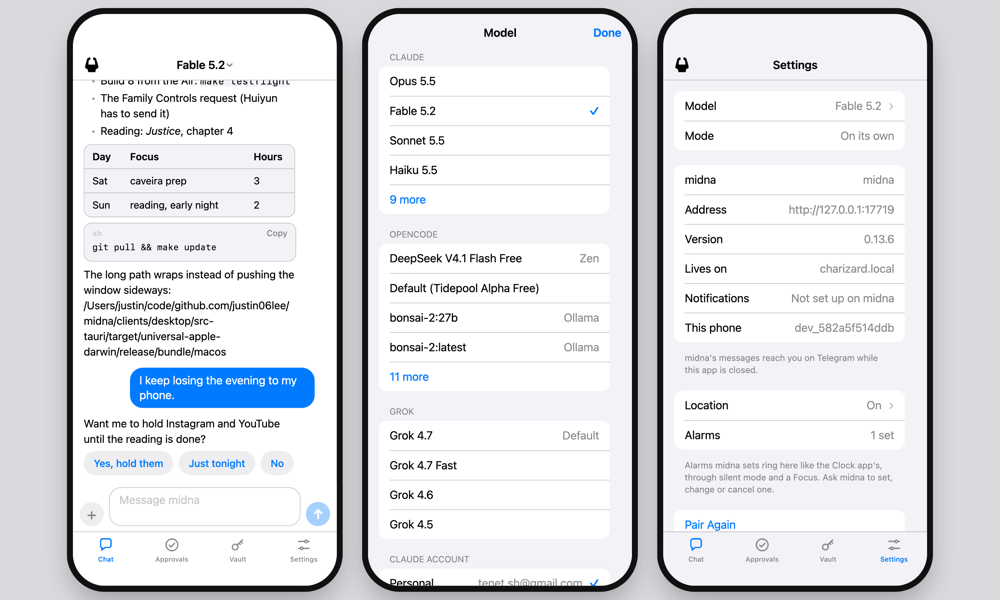 Fable 5.2
Build 8 from the Air: make testflight
The Family Controls request (Huiyun
has to send it)
Reading: Justice, chapter 4
Day Focus Hours
Sat caveira prep 3
Sun reading, early night 2
sh Copy
git pull && make update
The long path wraps instead of pushing the
window sideways:
/Users/justin/code/github.com/justin06lee/
midna/clients/desktop/src-
tauri/target/universal-apple-
darwin/release/bundle/macos
I keep losing the evening to my
phone.
Want me to hold Instagram and YouTube
until the reading is done?
Yes, hold them Just tonight No
+ Message midna
Chat Approvals Vault Settings
Model Done
CLAUDE
Opus 5.5
Fable 5.2
Sonnet 5.5
Haiku 5.5
9 more
OPENCODE
DeepSeek V4.1 Flash Free Zen
Default (Tidepool Alpha Free)
bonsai-2:27b Ollama
bonsai-2:latest Ollama
11 more
GROK
Grok 4.7 Default
Grok 4.7 Fast
Grok 4.6
Grok 4.5
CLAUDE ACCOUNT
Personal tenet.sh@gmail.com
Settings
Model Fable 5.2
Mode On its own
midna midna
Address http://127.0.0.1:17719
Version 0.13.6
Lives on charizard.local
Notifications Not set up on midna
This phone dev_582a5f514ddb
midna's messages reach you on Telegram while
this app is closed.
Location On
Alarms 1 set
Alarms midna sets ring here like the Clock app's,
through silent mode and a Focus. Ask midna to set,
change or cancel one.
Pair Again
Chat Approvals Vault Settings